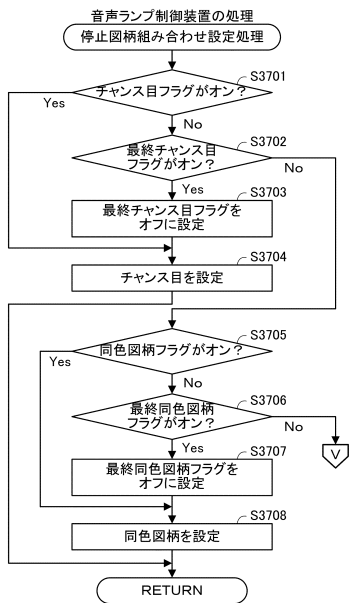 音声ランプ制御装置の処理
停止図柄組み合わせ設定処理
S3701
チャンス目フラグがオン？
Yes
No
S3702
最終チャンス目
フラグがオン？
No
Yes
S3703
最終チャンス目フラグを
オフに設定
S3704
チャンス目を設定
S3705
同色図柄フラグがオン？
Yes
No
S3706
最終同色図柄
フラグがオン？
No
Yes
V
S3707
最終同色図柄フラグを
オフに設定
S3708
同色図柄を設定
RETURN